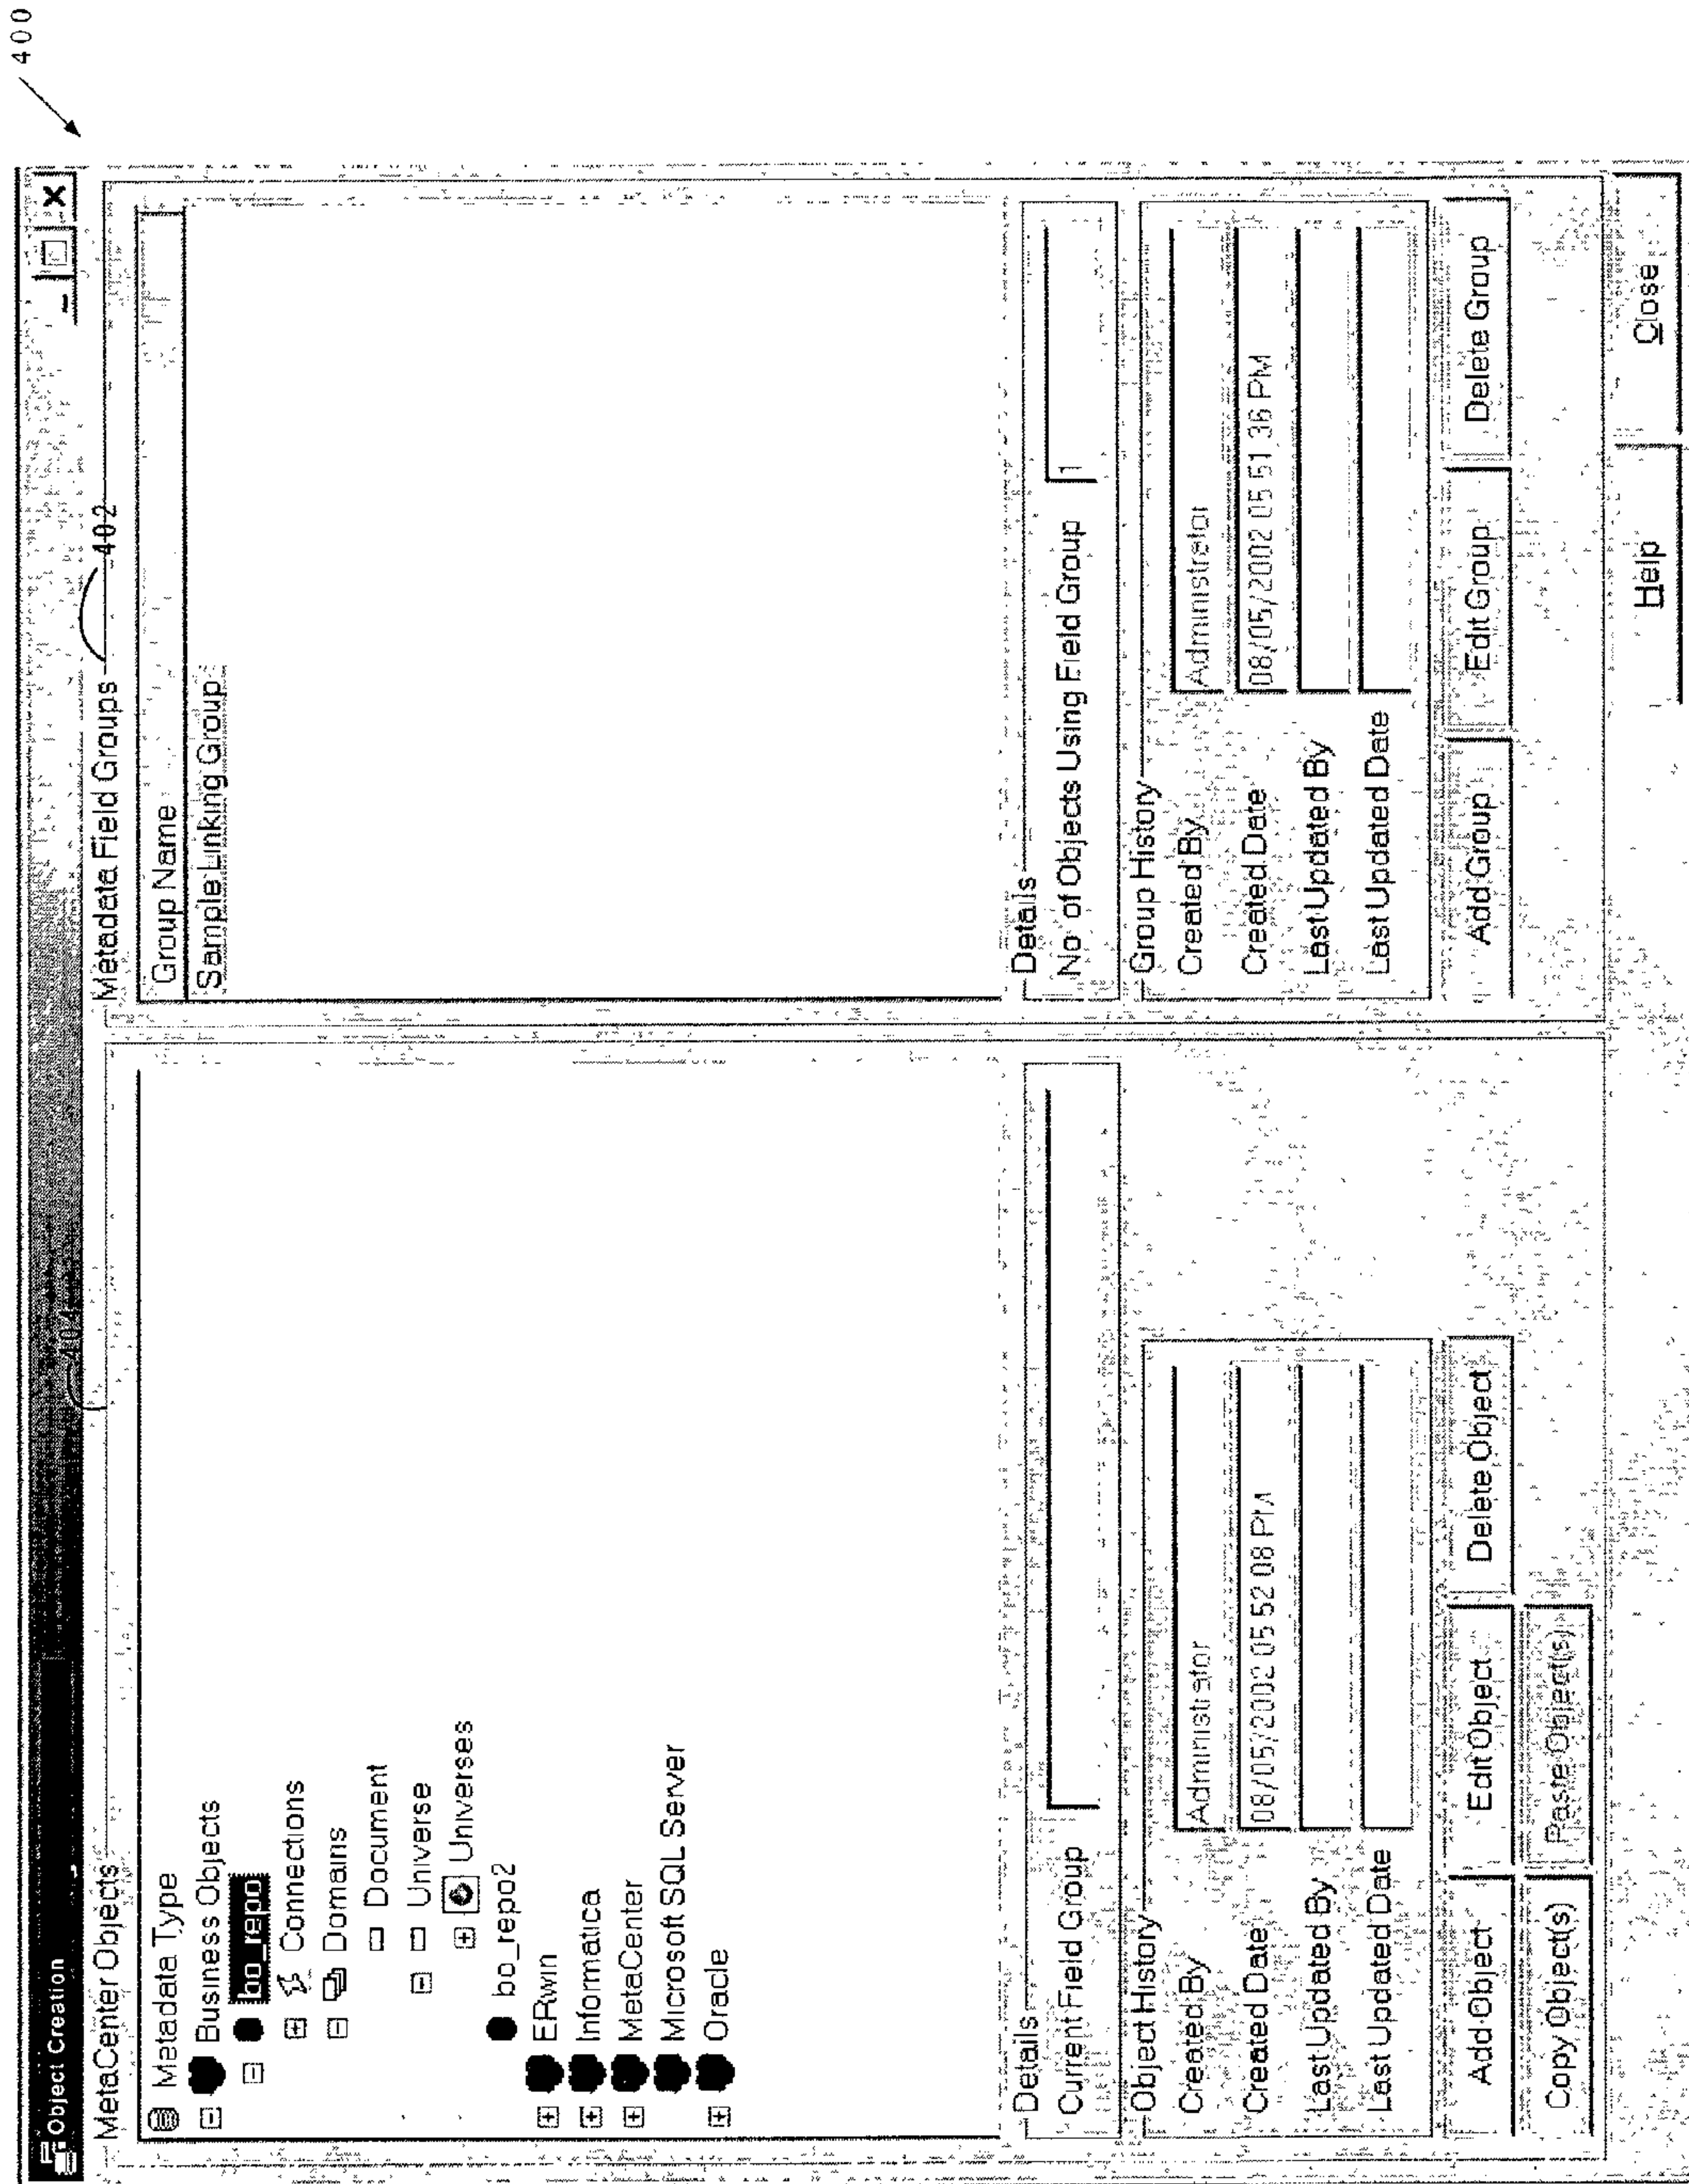 400
Object Creation
404
MetaCenter Objects
Metadata Type
Business Objects
bo_repo
Connections
Domains
Document
Universe
Universes
bo_repo2
ERwin
Informatica
MetaCenter
Microsoft SQL Server
Oracle
Details
Current Field Group
Object History
Created By
Administrator
Created Date
08/05/2002 05 52 08 PM
Last Updated By
Last Updated Date
Add Object
Edit Object
Delete Object
Copy Object(s)
Paste Object(s)
Metadata Field Groups
402
Group Name
Sample Linking Group
Details
No of Objects Using Field Group
1
Group History
Created By
Administrator
Created Date
08/05/2002 05 51 36 PM
Last Updated By
Last Updated Date
Add Group
Edit Group
Delete Group
Help
Close